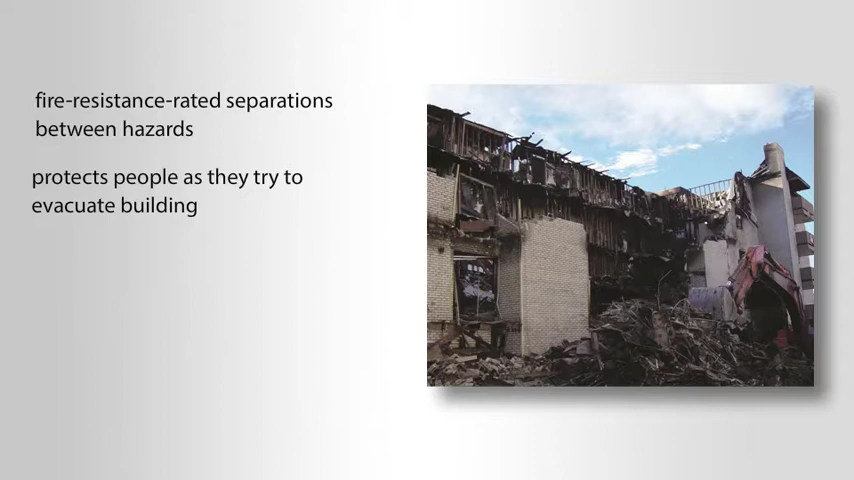 fire-resistance-rated separations
between hazards
protects people as they try to
evacuate building